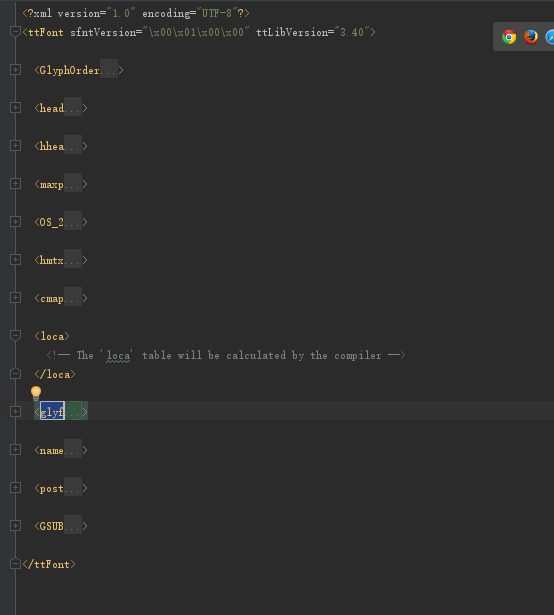 <?xml version="1.0" encoding="UTF-8"?>
<ttFont sfntVersion="\x00\x01\x00\x00" ttLibVersion="3.40">
<GlyphOrder...>
<head...>
<hhea...>
<maxp...>
<OS_2...>
<hmtx...>
<cmap...>
<loca>
<!-- The 'loca' table will be calculated by the compiler -->
</loca>
<glyf...>
<name...>
<post...>
<GSUB...>
</ttFont>